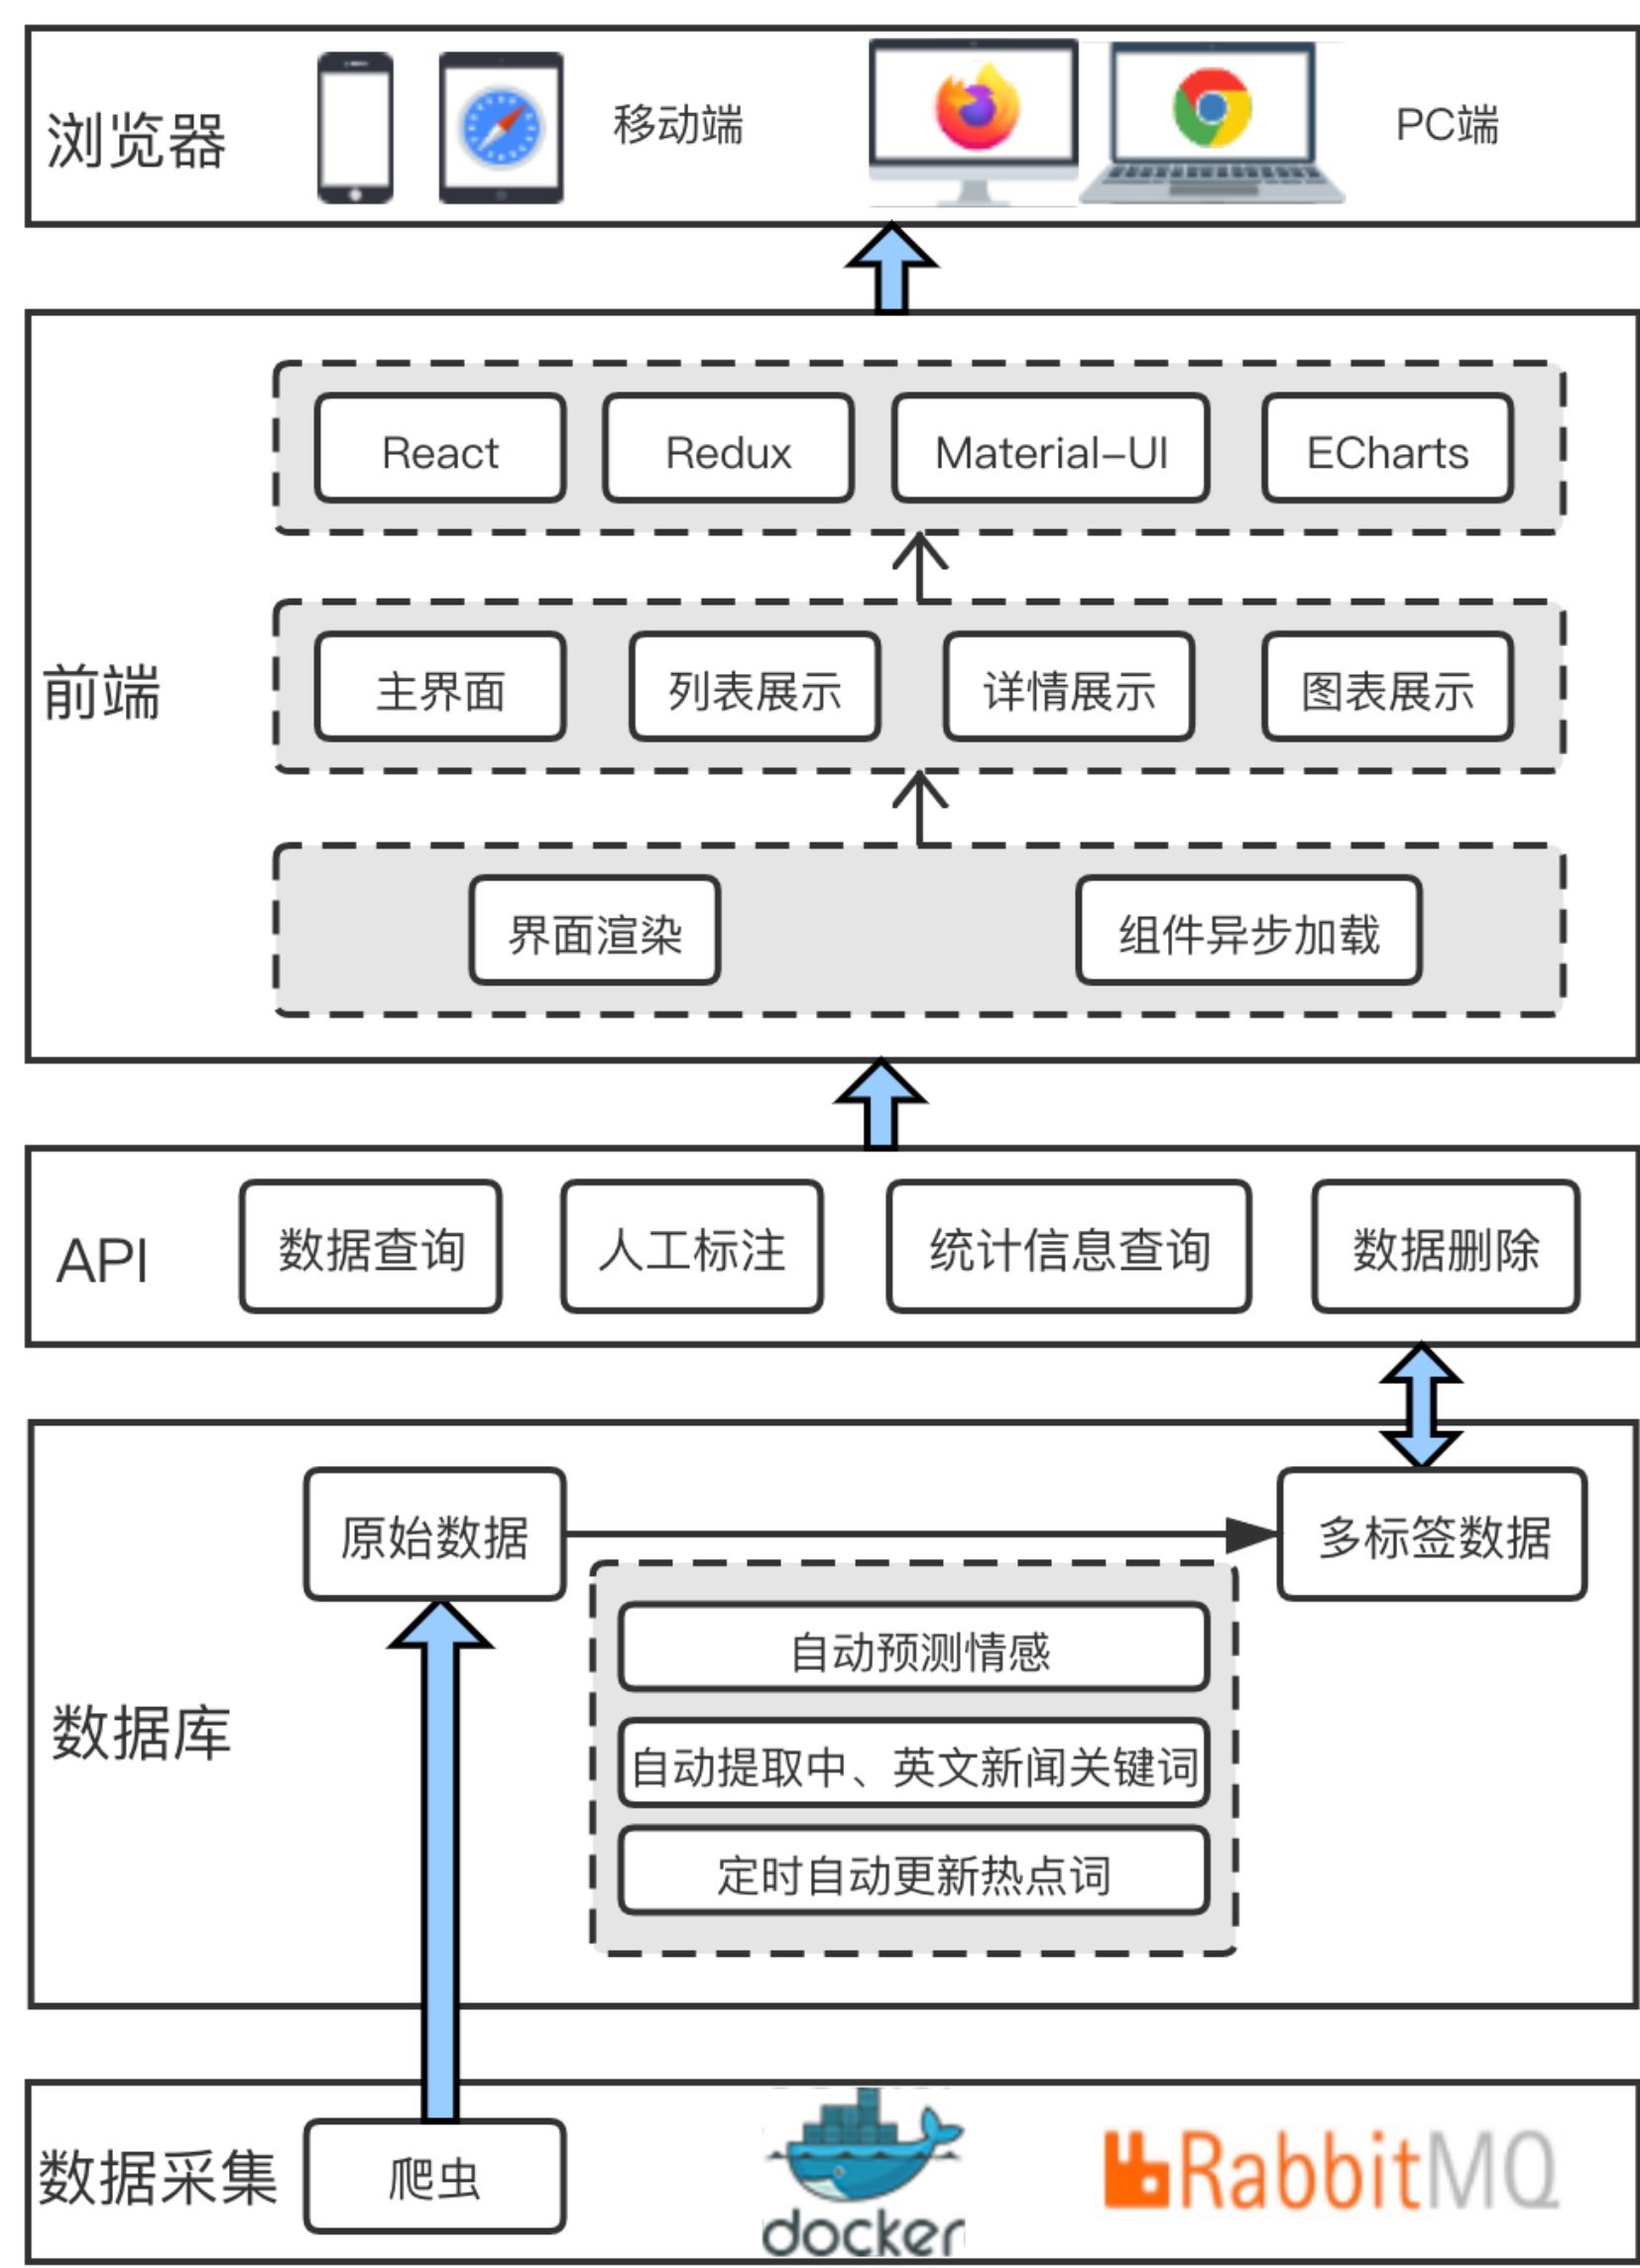 浏览器
移动端
PC端
React
Redux
Material-UI
ECharts
前端
主界面
列表展示
详情展示
图表展示
界面渲染
组件异步加载
API
数据查询
人工标注
统计信息查询
数据删除
原始数据
多标签数据
数据库
自动预测情感
自动提取中、英文新闻关键词
定时自动更新热点词
数据采集
爬虫
docker
RabbitMQ